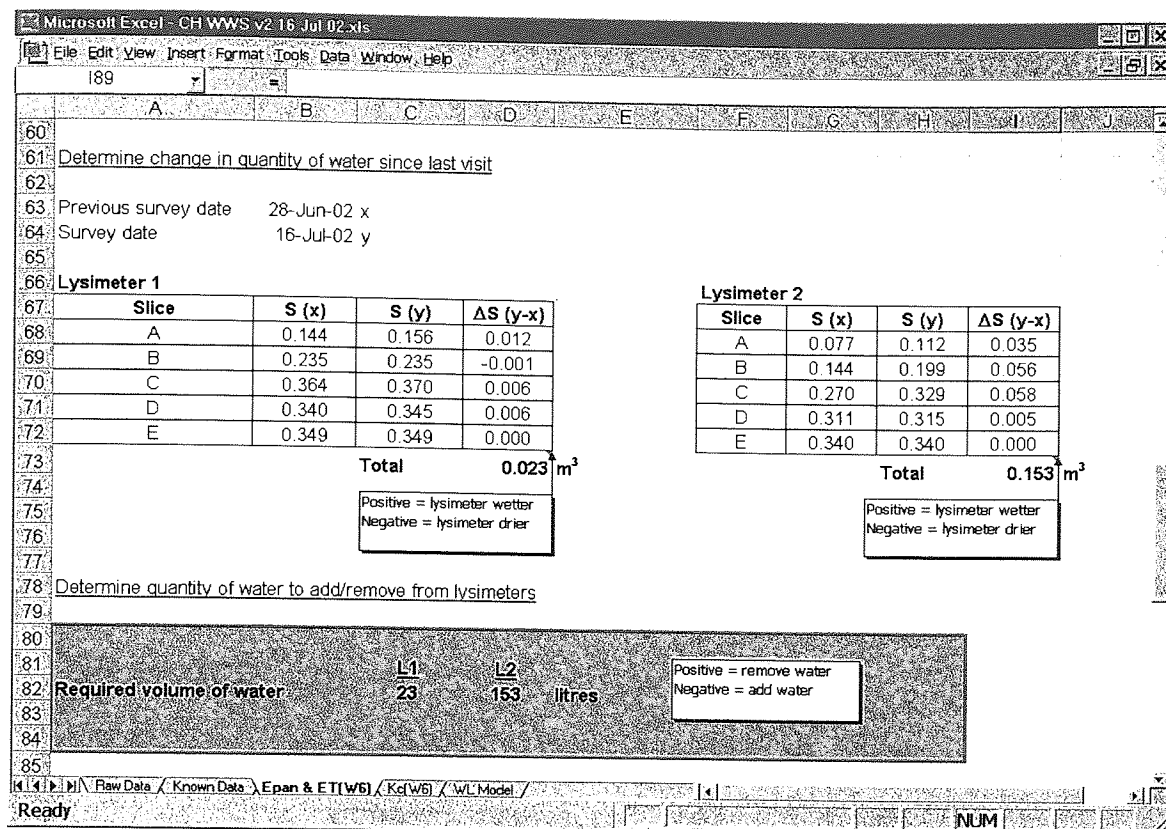 Microsoft Excel - CH WWS v2 16 Jul 02.xls
File Edit View Insert Format Tools Data Window Help
I89 =
A B C D E F G H I J
60
61 Determine change in quantity of water since last visit
62
63 Previous survey date 28-Jun-02 x
64 Survey date 16-Jul-02 y
65
66 Lysimeter 1 Lysimeter 2
67 Slice S (x) S (y) ΔS (y-x) Slice S (x) S (y) ΔS (y-x)
68 A 0.144 0.156 0.012 A 0.077 0.112 0.035
69 B 0.235 0.235 -0.001 B 0.144 0.199 0.056
70 C 0.364 0.370 0.006 C 0.270 0.329 0.058
71 D 0.340 0.345 0.006 D 0.311 0.315 0.005
72 E 0.349 0.349 0.000 E 0.340 0.340 0.000
73 Total 0.023 m³ Total 0.153 m³
74
75 Positive = lysimeter wetter Positive = lysimeter wetter
76 Negative = lysimeter drier Negative = lysimeter drier
77
78 Determine quantity of water to add/remove from lysimeters
79
80
81 L1 L2 Positive = remove water
82 Required volume of water 23 153 litres Negative = add water
83
84
85
Raw Data Known Data Epan & ET(W6) Kc(W6) WL Model
Ready NUM